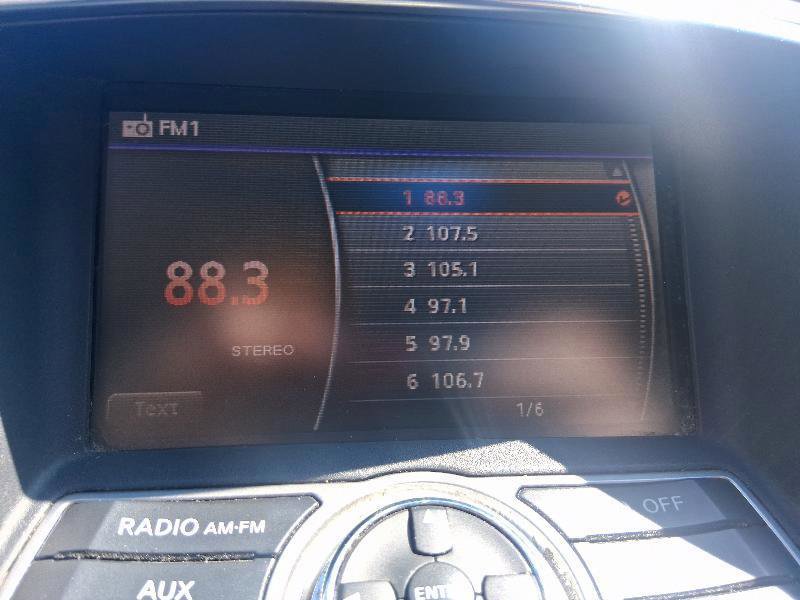 FM1
1 88.3
2 107.5
3 105.1
4 97.1
5 97.9
6 106.7
88.3
STEREO
Text
1/6
RADIO AM·FM
OFF
AUX
ENTE